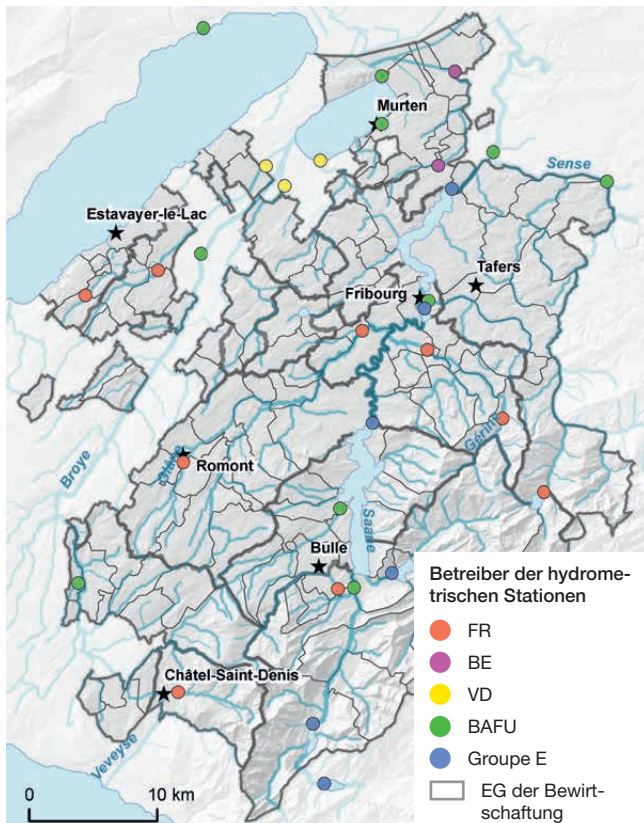 Murten
Sense
Estavayer-le-Lac
Tafers
Fribourg
Gérine
Glâne
Romont
Broye
Saane
Bulle
Châtel-Saint-Denis
Veveyse
0 10 km
Betreiber der hydrome-
trischen Stationen
FR
BE
VD
BAFU
Groupe E
EG der Bewirt-
schaftung